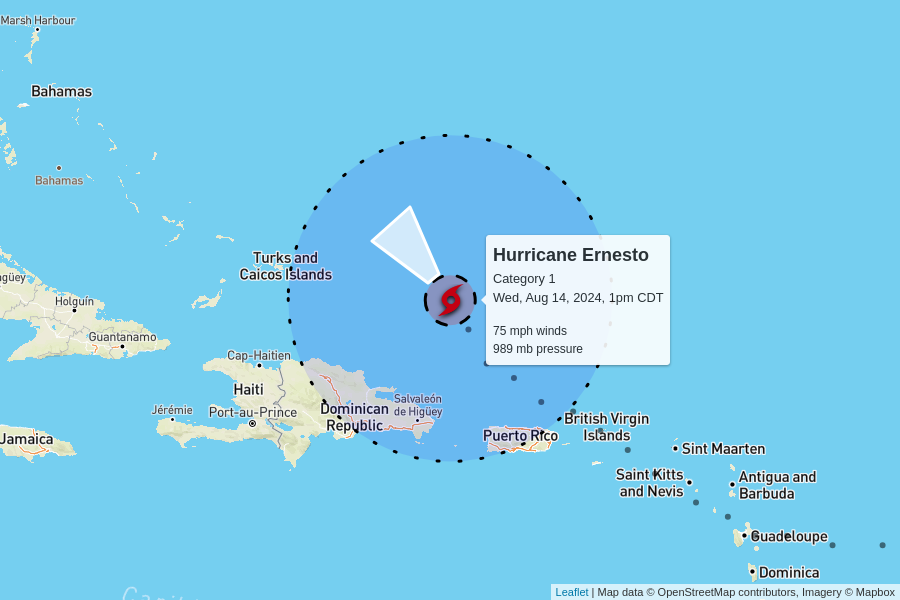 Marsh Harbour
Bahamas
Bahamas
Turks and
Caicos Islands
Hurricane Ernesto
Category 1
Wed, Aug 14, 2024, 1pm CDT
75 mph winds
989 mb pressure
Holguín
Guantanamo
Cap-Haitien
Haiti
Jérémie
Port-au-Prince
Dominican
Republic
Salvaleón
de Higüey
Puerto Rico
British Virgin
Islands
Jamaica
Sint Maarten
Saint Kitts
and Nevis
Antigua and
Barbuda
Guadeloupe
Dominica
Leaflet | Map data © OpenStreetMap contributors, Imagery © Mapbox